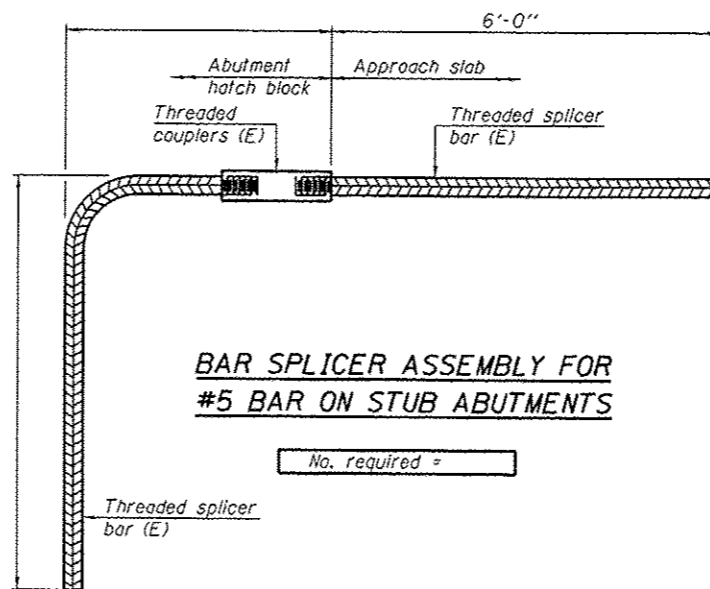 6'-0"
Abutment
hatch block
Approach slab
Threaded
couplers (E)
Threaded splicer
bar (E)
BAR SPLICER ASSEMBLY FOR
#5 BAR ON STUB ABUTMENTS
No. required =
Threaded splicer
bar (E)